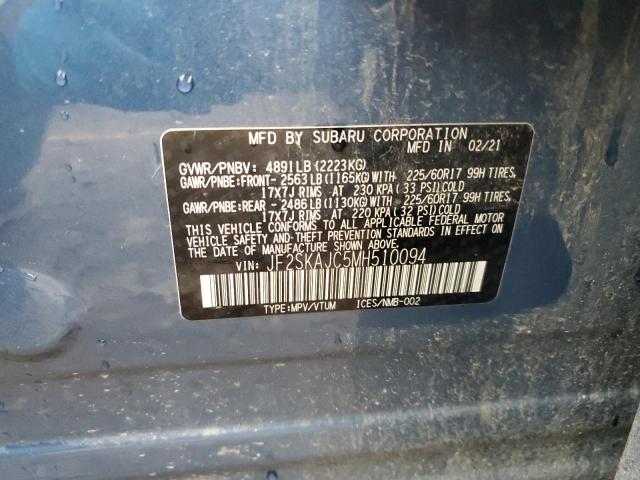 MFD BY SUBARU CORPORATION
MFD IN 02/21
GVWR/PNBV: 4891LB (2223KG)
GAWR/PNBE:FRONT-2563LB(1165KG)WITH 225/60R17 99H TIRES,
17X7J RIMS AT 230 KPA (33 PSI)COLD
GAWR/PNBE:REAR -2486LB(1130KG)WITH 225/60R17 99H TIRES,
17X7J RIMS AT 220 KPA (32 PSI)COLD
THIS VEHICLE CONFORMS TO ALL APPLICABLE FEDERAL MOTOR
VEHICLE SAFETY AND THEFT PREVENTION STANDARDS IN EFFECT ON THE
DATE OF MANUFACTURE SHOWN ABOVE.
VIN: JF2SKAJC5MH510094
TYPE:MPV/VTUM ICES/NMB-002